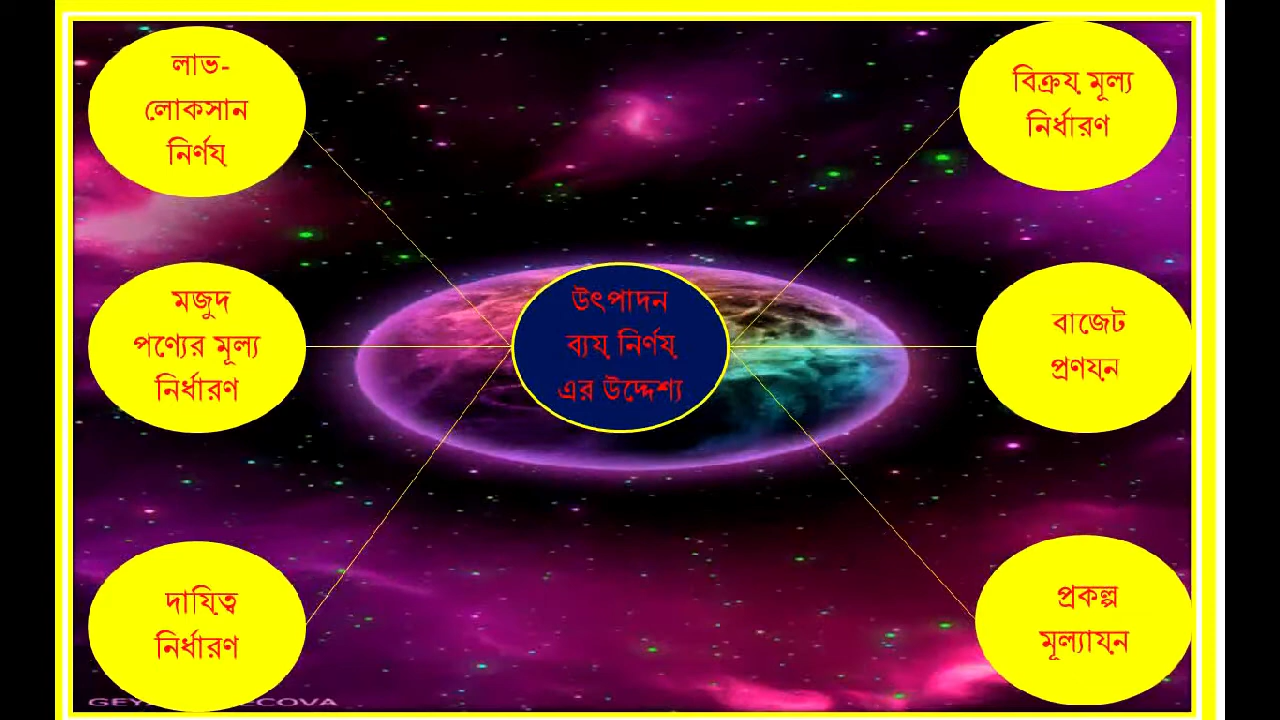 লাভ-
লোকসান
নির্ণয়
মজুদ
পণ্যের মূল্য
নির্ধারণ
দায়িত্ব
নির্ধারণ
উৎপাদন
ব্যয় নির্ণয়
এর উদ্দেশ্য
বিক্রয় মূল্য
নির্ধারণ
বাজেট
প্রণয়ন
প্রকল্প
মূল্যায়ন